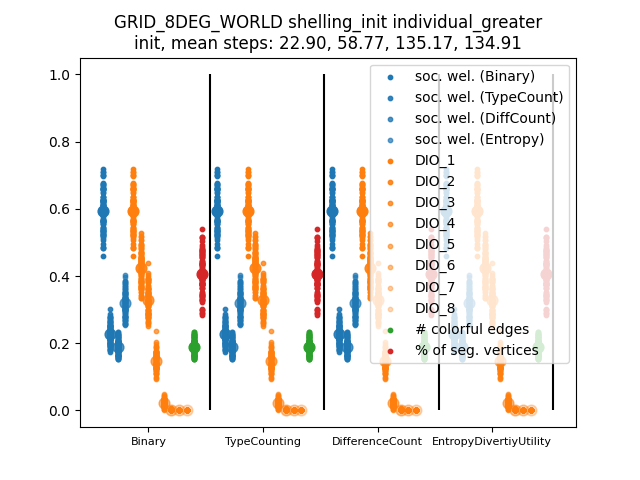 GRID_8DEG_WORLD shelling_init individual_greater
init, mean steps: 22.90, 58.77, 135.17, 134.91
1.0
0.8
0.6
0.4
0.2
0.0
soc. wel. (Binary)
soc. wel. (TypeCount)
soc. wel. (DiffCount)
soc. wel. (Entropy)
DIO_1
DIO_2
DIO_3
DIO_4
DIO_5
DIO_6
DIO_7
DIO_8
# colorful edges
% of seg. vertices
Binary
TypeCounting
DifferenceCount
EntropyDivertiyUtility